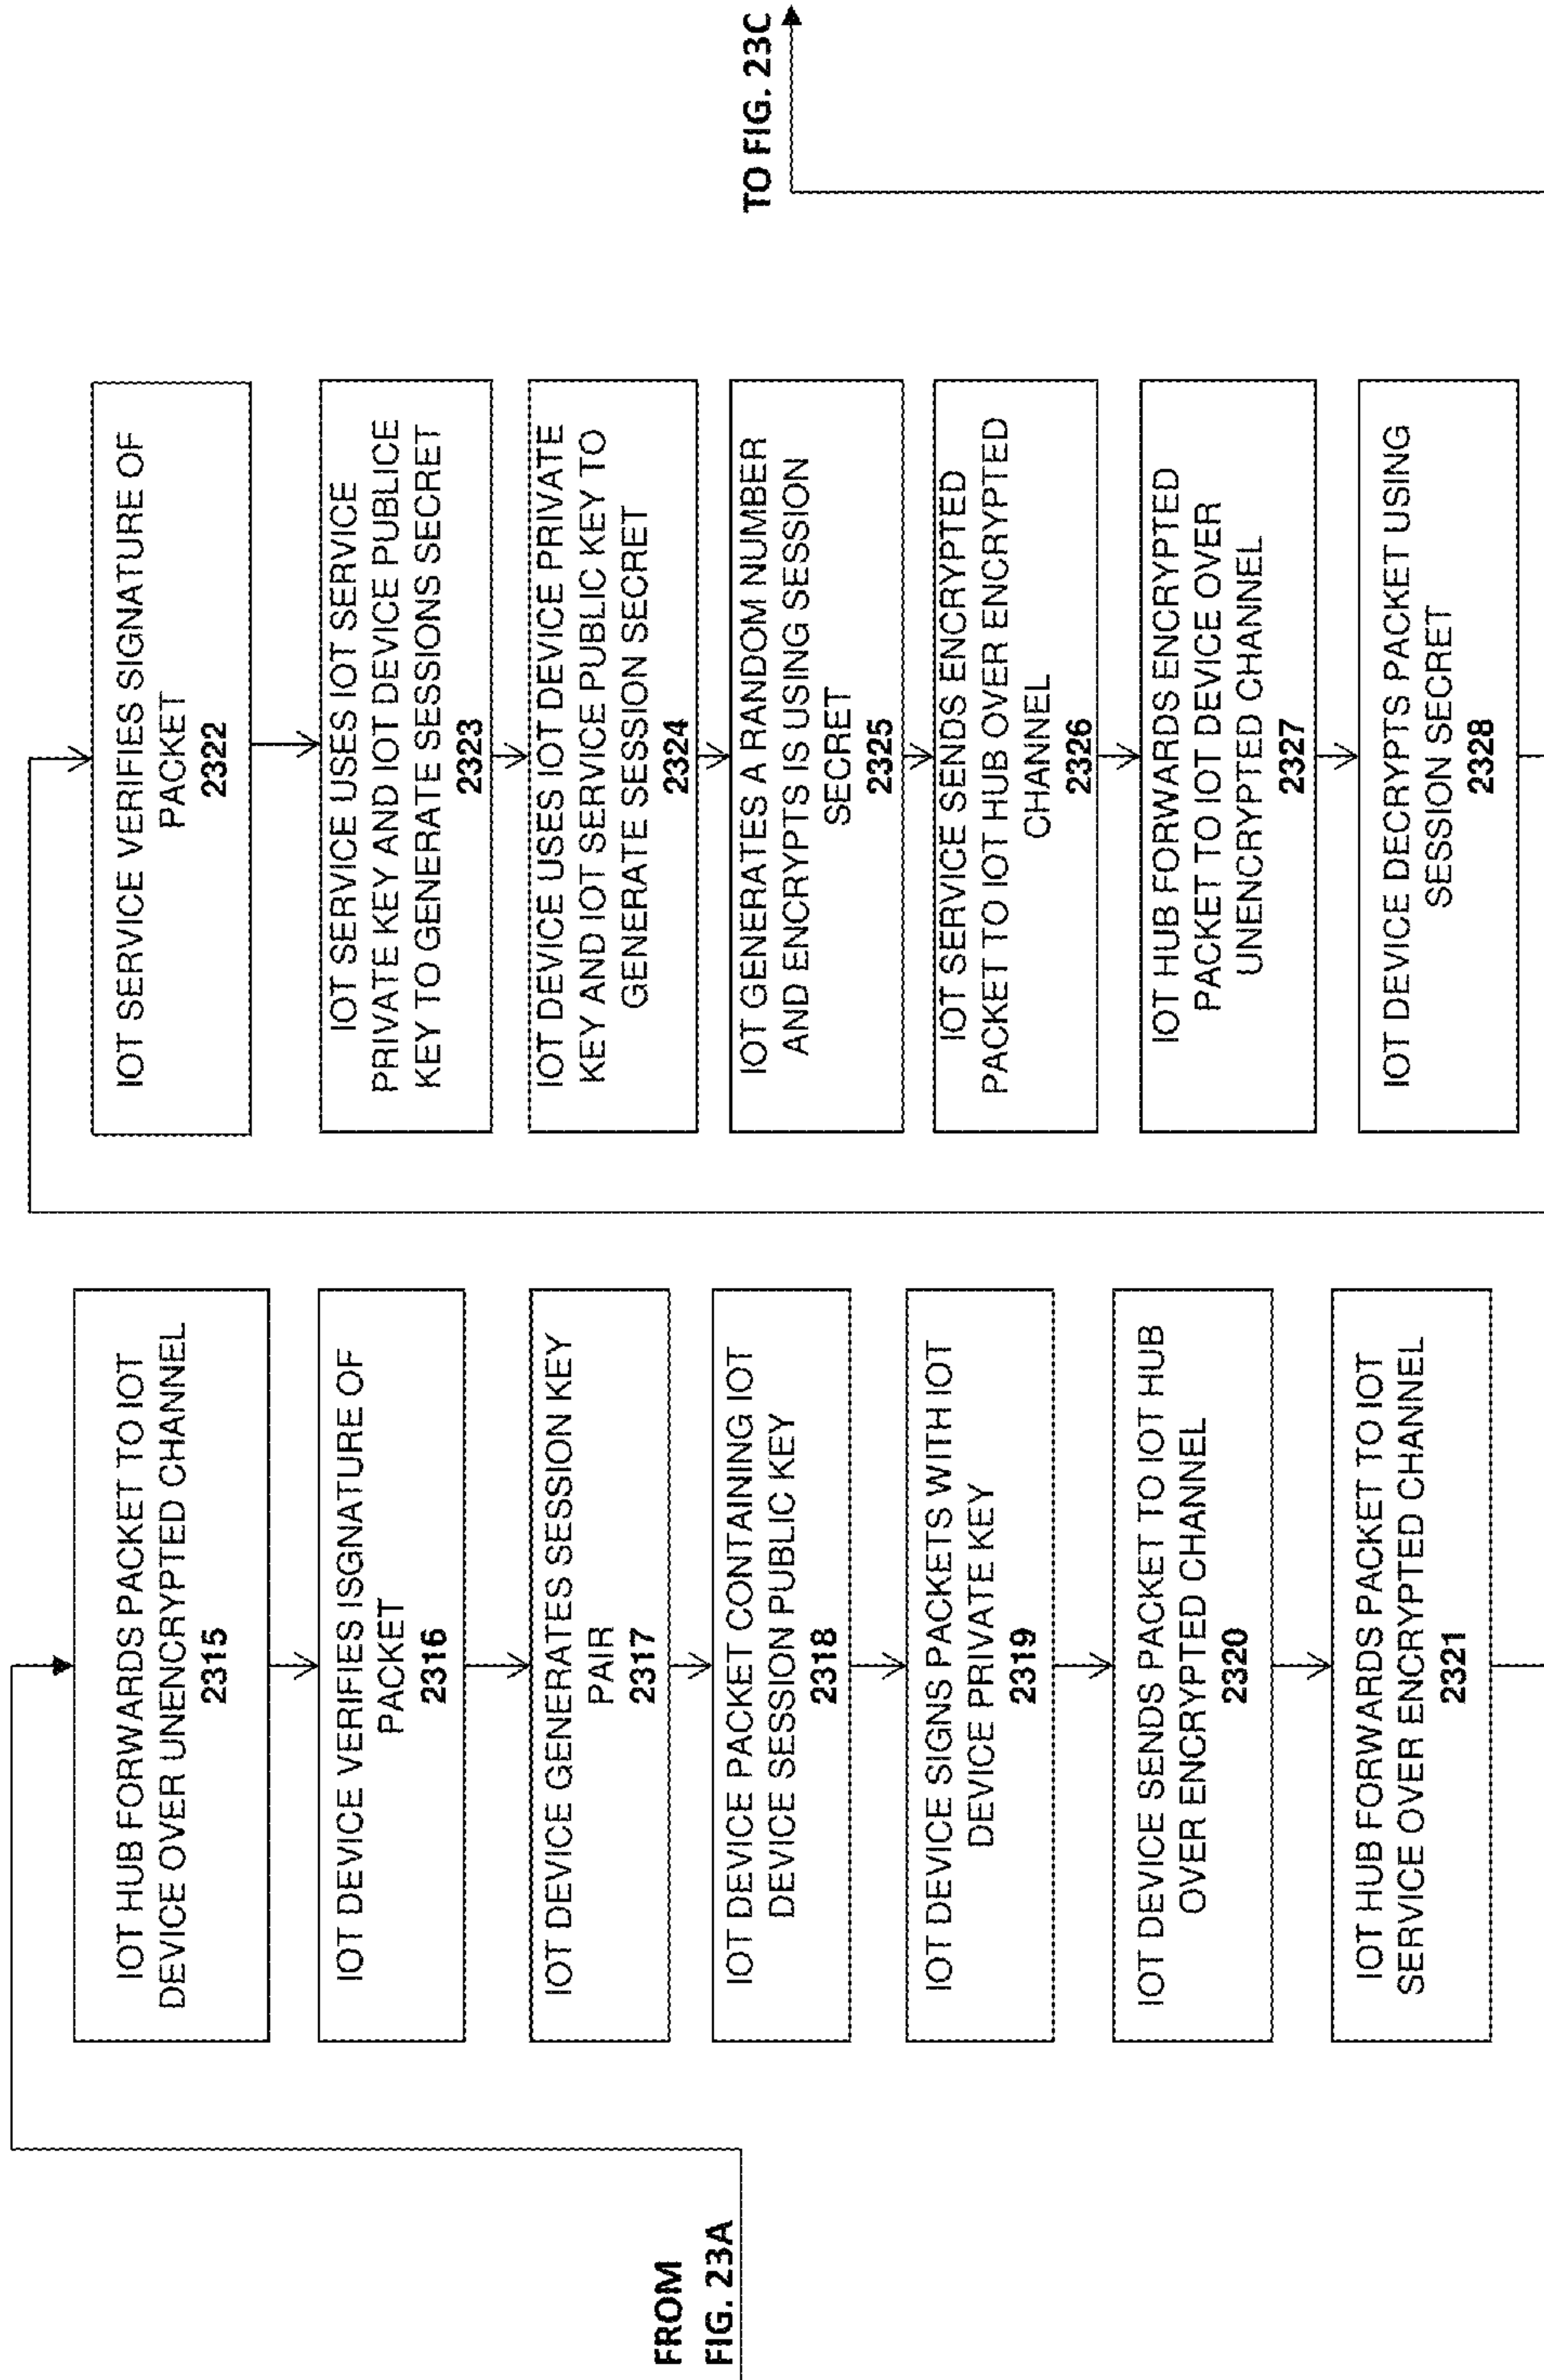 FROM
FIG. 23A
IOT HUB FORWARDS PACKET TO IOT
DEVICE OVER UNENCRYPTED CHANNEL
2315
IOT DEVICE VERIFIES ISGNATURE OF
PACKET
2316
IOT DEVICE GENERATES SESSION KEY
PAIR
2317
IOT DEVICE PACKET CONTAINING IOT
DEVICE SESSION PUBLIC KEY
2318
IOT DEVICE SIGNS PACKETS WITH IOT
DEVICE PRIVATE KEY
2319
IOT DEVICE SENDS PACKET TO IOT HUB
OVER ENCRYPTED CHANNEL
2320
IOT HUB FORWARDS PACKET TO IOT
SERVICE OVER ENCRYPTED CHANNEL
2321
IOT SERVICE VERIFIES SIGNATURE OF
PACKET
2322
IOT SERVICE USES IOT SERVICE
PRIVATE KEY AND IOT DEVICE PUBLICE
KEY TO GENERATE SESSIONS SECRET
2323
IOT DEVICE USES IOT DEVICE PRIVATE
KEY AND IOT SERVICE PUBLIC KEY TO
GENERATE SESSION SECRET
2324
IOT GENERATES A RANDOM NUMBER
AND ENCRYPTS IS USING SESSION
SECRET
2325
IOT SERVICE SENDS ENCRYPTED
PACKET TO IOT HUB OVER ENCRYPTED
CHANNEL
2326
IOT HUB FORWARDS ENCRYPTED
PACKET TO IOT DEVICE OVER
UNENCRYPTED CHANNEL
2327
IOT DEVICE DECRYPTS PACKET USING
SESSION SECRET
2328
TO FIG. 23C